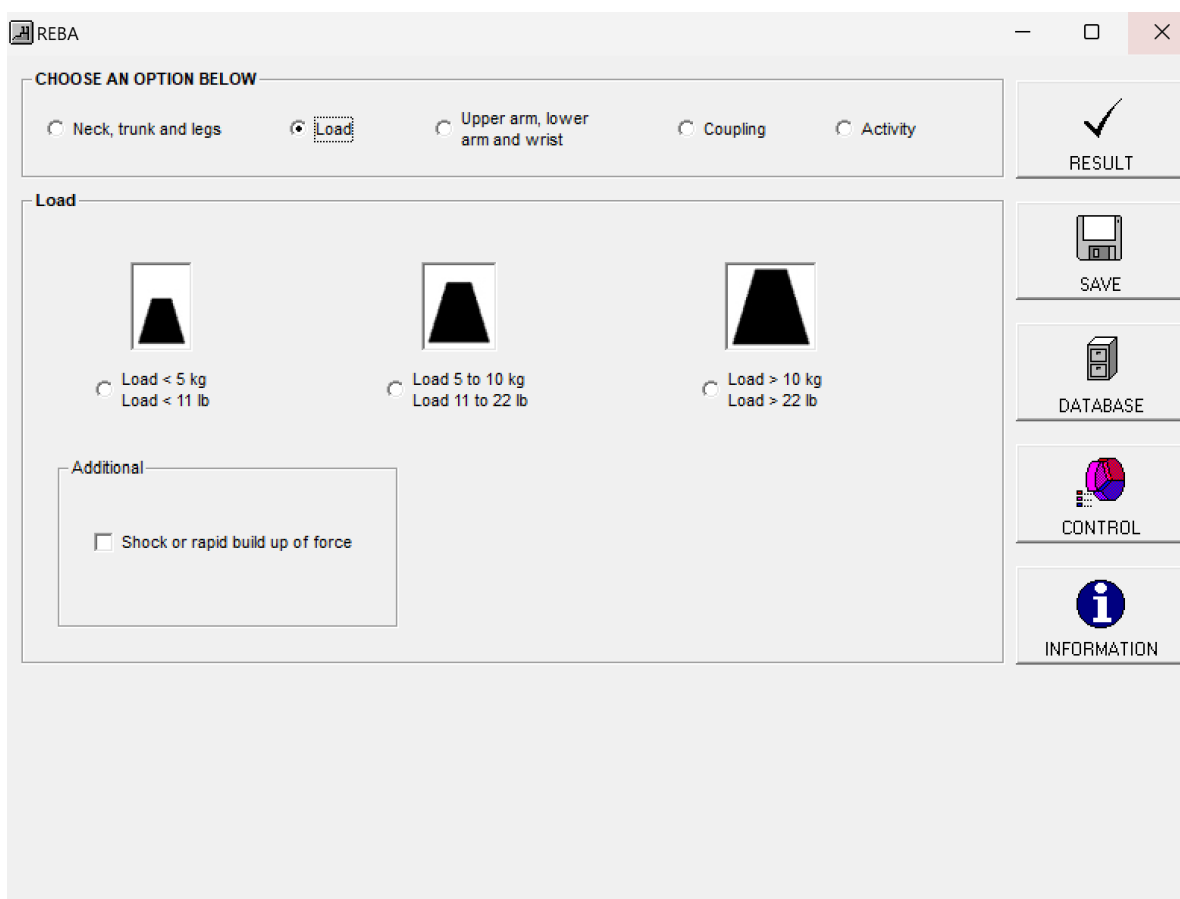 REBA
CHOOSE AN OPTION BELOW
Neck, trunk and legs
Load
Upper arm, lower
arm and wrist
Coupling
Activity
RESULT
Load
SAVE
Load < 5 kg
Load < 11 lb
Load 5 to 10 kg
Load 11 to 22 lb
Load > 10 kg
Load > 22 lb
DATABASE
Additional
Shock or rapid build up of force
CONTROL
INFORMATION